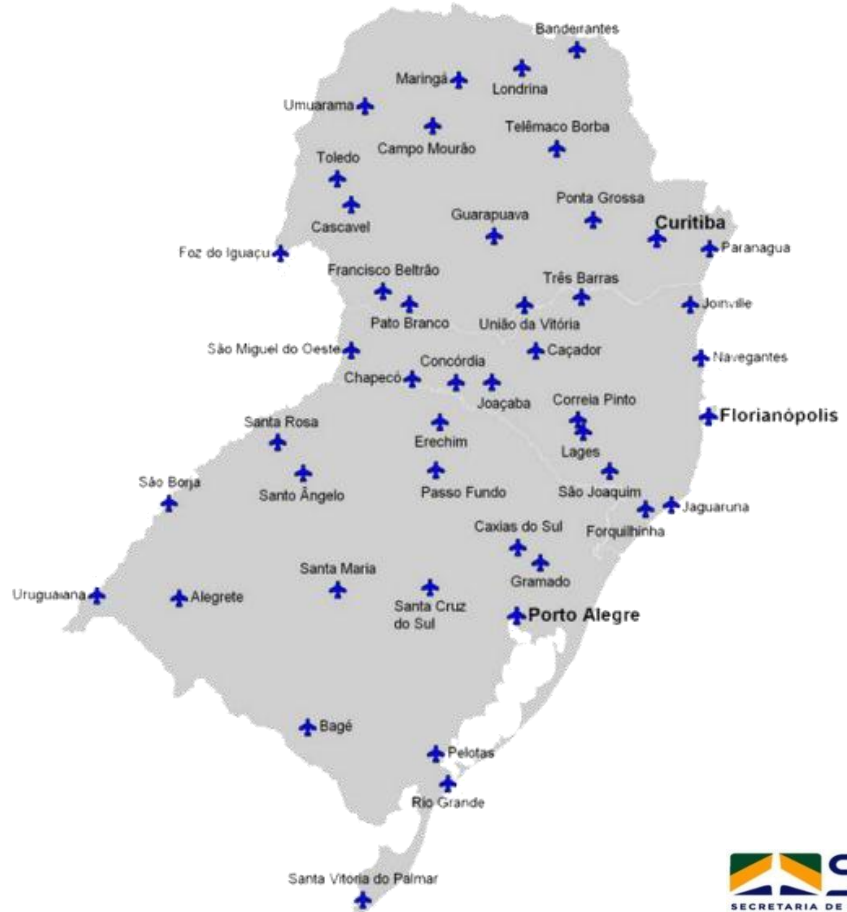 Bandeirantes
Maringá
Londrina
Umuarama
Campo Mourão
Telêmaco Borba
Toledo
Cascavel
Guarapuava
Ponta Grossa
Curitiba
Paranagua
Foz do Iguaçu
Francisco Beltrão
Três Barras
Pato Branco
União da Vitória
Joinville
São Miguel do Oeste
Concórdia
Caçador
Navegantes
Chapecó
Joaçaba
Correia Pinto
Florianópolis
Santa Rosa
Erechim
Lages
São Borja
Santo Ângelo
Passo Fundo
São Joaquim
Jaguaruna
Forquilhinha
Caxias do Sul
Gramado
Santa Maria
Uruguaiana
Alegrete
Santa Cruz
do Sul
Porto Alegre
Bagé
Pelotas
Rio Grande
Santa Vitoria do Palmar
S
SECRETARIA DE